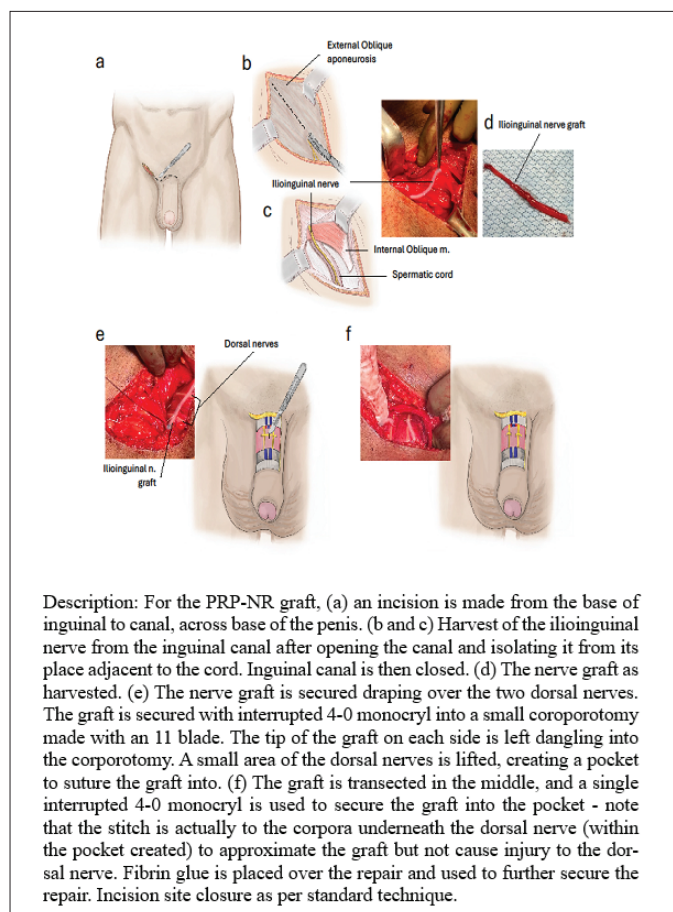 a
b
External Oblique
aponeurosis
d
Ilioinguinal nerve graft
Ilioinguinal nerve
c
Internal Oblique m.
Spermatic cord
e
Dorsal nerves
f
Ilioinguinal n.
graft
Description: For the PRP-NR graft, (a) an incision is made from the base of
inguinal to canal, across base of the penis. (b and c) Harvest of the ilioinguinal
nerve from the inguinal canal after opening the canal and isolating it from its
place adjacent to the cord. Inguinal canal is then closed. (d) The nerve graft as
harvested. (e) The nerve graft is secured draping over the two dorsal nerves.
The graft is secured with interrupted 4-0 monocryl into a small coroporotomy
made with an 11 blade. The tip of the graft on each side is left dangling into
the corporotomy. A small area of the dorsal nerves is lifted, creating a pocket
to suture the graft into. (f) The graft is transected in the middle, and a single
interrupted 4-0 monocryl is used to secure the graft into the pocket - note
that the stitch is actually to the corpora underneath the dorsal nerve (within
the pocket created) to approximate the graft but not cause injury to the dor-
sal nerve. Fibrin glue is placed over the repair and used to further secure the
repair. Incision site closure as per standard technique.